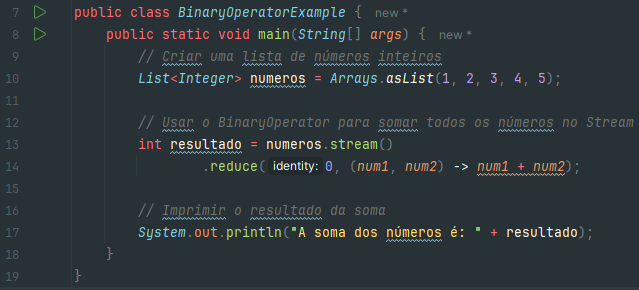 7 public class BinaryOperatorExample { new *
8 public static void main(String[] args) { new *
9 // Criar uma lista de números inteiros
10 List<Integer> numeros = Arrays.asList(1, 2, 3, 4, 5);
11
12 // Usar o BinaryOperator para somar todos os números no Stream
13 int resultado = numeros.stream()
14 .reduce( Identity: 0, (num1, num2) -> num1 + num2);
15
16 // Imprimir o resultado da soma
17 System.out.println("A soma dos números é: " + resultado);
18 }
19 }